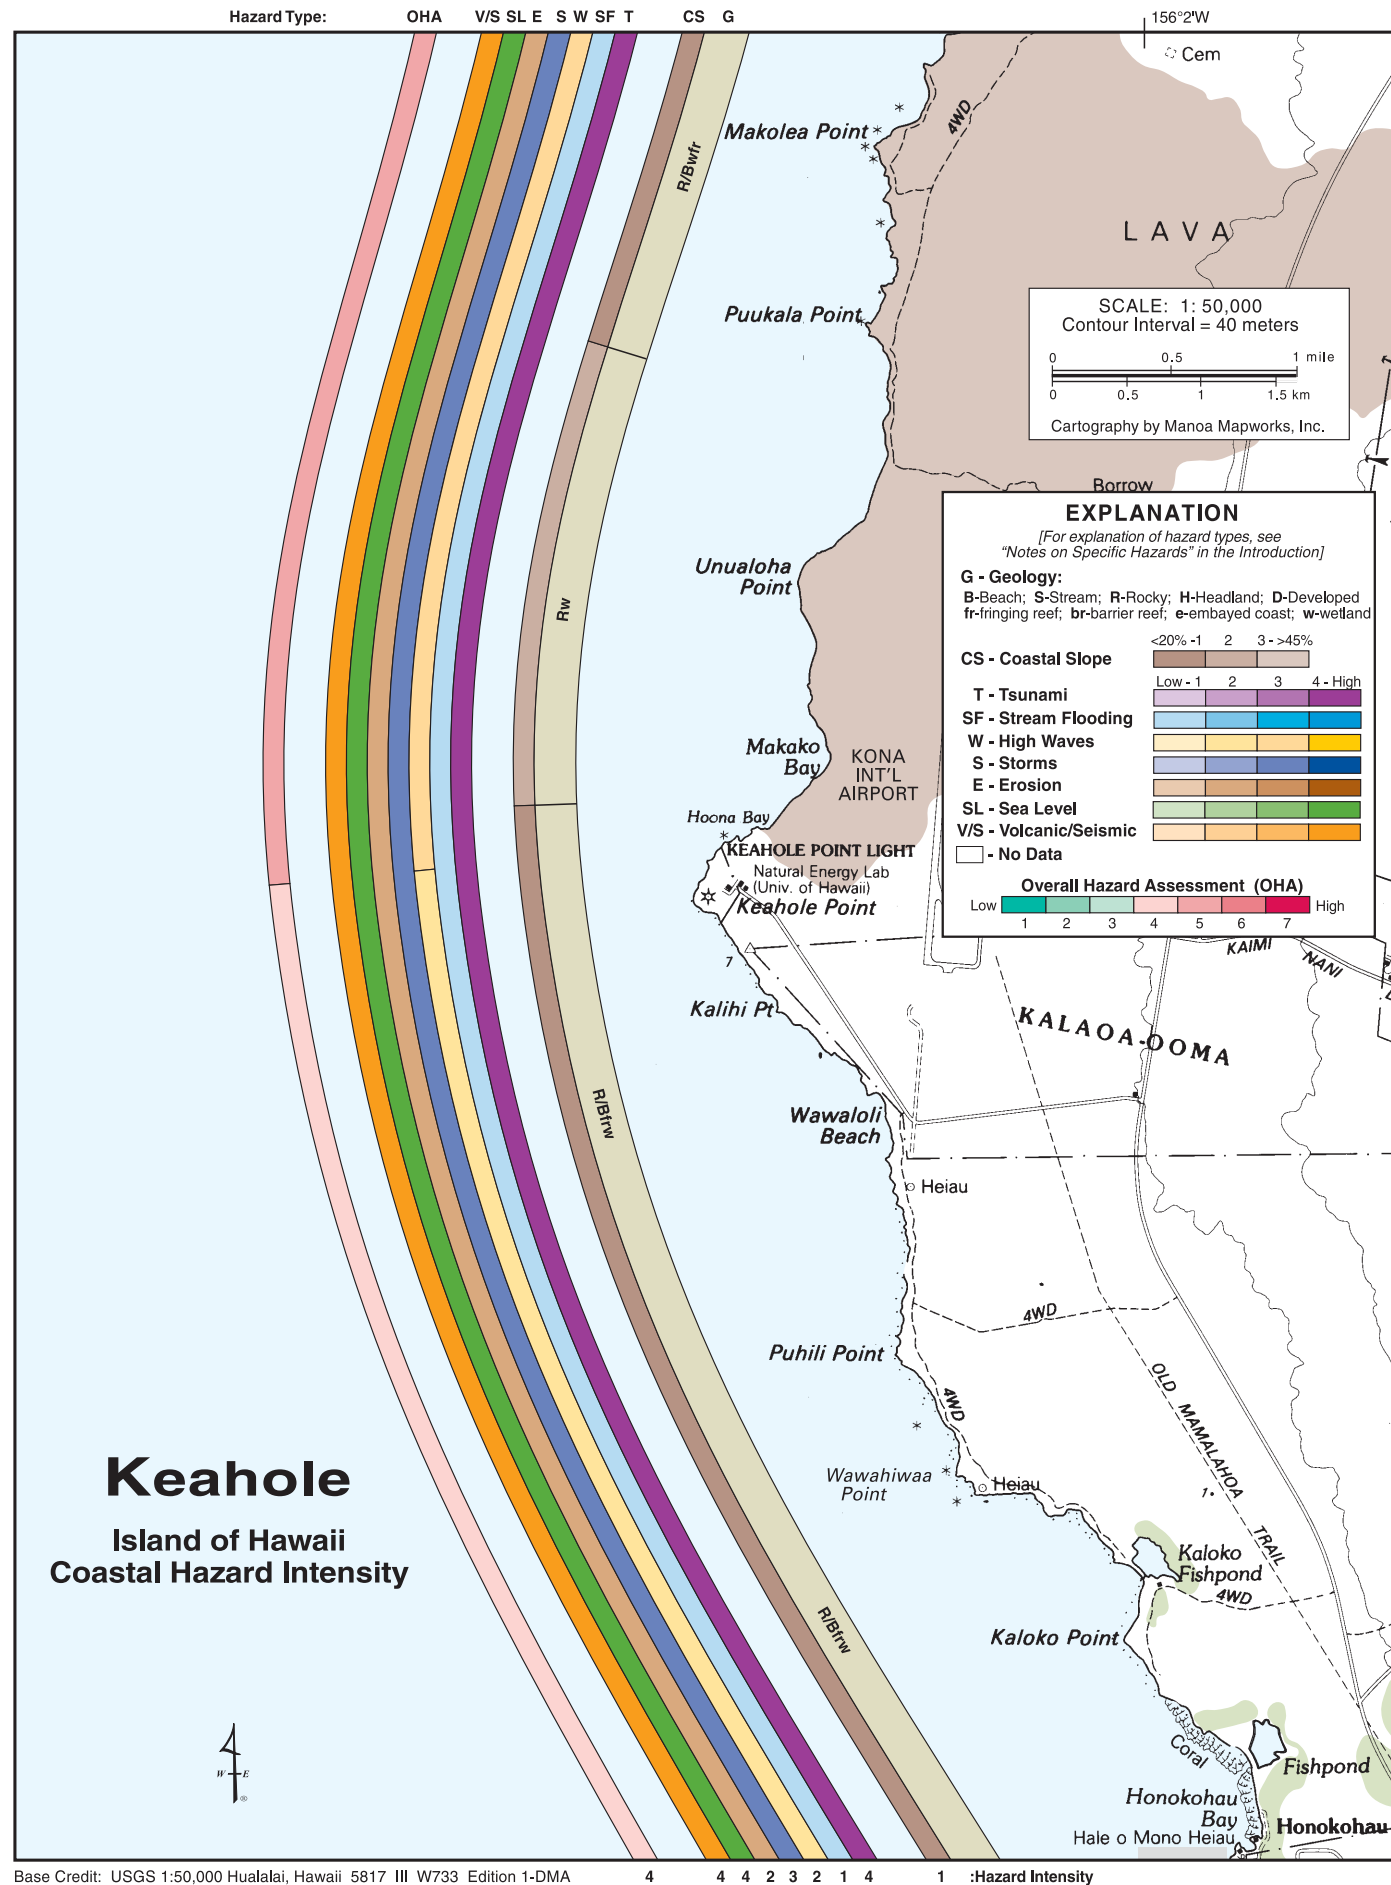 Hazard Type: OHA V/S SL E S W SF T CS G
156°2'W
Cem
Makolea Point
4WD
R/Bwfr
LAVA
SCALE: 1: 50,000
Contour Interval = 40 meters
0 0.5 1 mile
0 0.5 1 1.5 km
Cartography by Manoa Mapworks, Inc.
Puukala Point
Borrow
EXPLANATION
[For explanation of hazard types, see
"Notes on Specific Hazards" in the Introduction]
G - Geology:
B-Beach; S-Stream; R-Rocky; H-Headland; D-Developed
fr-fringing reef; br-barrier reef; e-embayed coast; w-wetland
<20% -1 2 3 - >45%
CS - Coastal Slope
Low - 1 2 3 4 - High
T - Tsunami
SF - Stream Flooding
W - High Waves
S - Storms
E - Erosion
SL - Sea Level
V/S - Volcanic/Seismic
- No Data
Overall Hazard Assessment (OHA)
Low High
1 2 3 4 5 6 7
Unualoha
Point
Rw
Makako
Bay
KONA
INT'L
AIRPORT
Hoona Bay
KEAHOLE POINT LIGHT
Natural Energy Lab
(Univ. of Hawaii)
Keahole Point
KAIMI
NANI
7
Kalihi Pt
KALAOA-OOMA
R/Bfrw
Wawaloli
Beach
Heiau
4WD
Puhili Point
4WD
OLD MAMALAHOA TRAIL
Wawahiwaa
Point
Heiau
1
Keahole
Island of Hawaii
Coastal Hazard Intensity
Kaloko
Fishpond
4WD
R/Bfrw
Kaloko Point
Coral
Fishpond
W E
®
Honokohau
Bay
Honokohau
Hale o Mono Heiau
Base Credit: USGS 1:50,000 Hualalai, Hawaii 5817 III W733 Edition 1-DMA 4 4 4 2 3 2 1 4 1 :Hazard Intensity